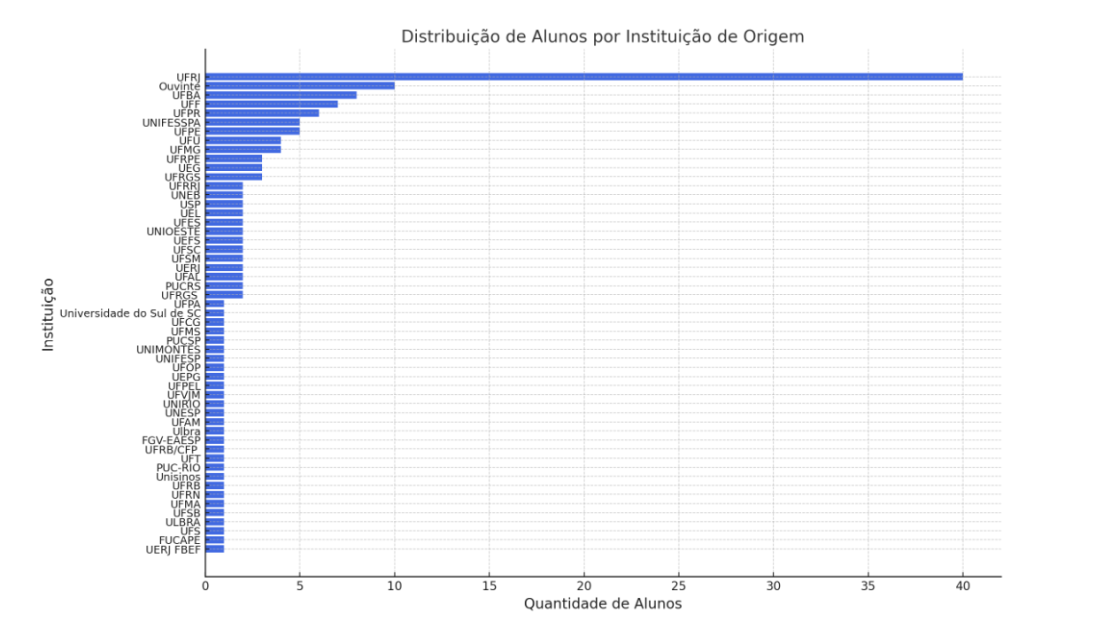 Distribuição de Alunos por Instituição de Origem
UFRJ
Ouvinte
UFBA
UFF
UFPR
UNIFESSPA
UFPE
UFU
UFMG
UFRPE
UEG
UFRGS
UFRRJ
UNEB
USP
UEL
UFES
UNIOESTE
UEFS
UFSC
UFSM
UERJ
UFAL
PUCRS
UFRGS
UFPA
Universidade do Sul de SC
UFCG
UFMS
PUCSP
UNIMONTES
UNIFESP
UFOP
UEPG
UFPEL
UFVJM
UNIRIO
UNESP
UFAM
Ulbra
FGV-EAESP
UFRB/CFP
UFT
PUC-RIO
Unisinos
UFRB
UFRN
UFMA
UFSB
ULBRA
UFS
FUCAPE
UERJ FBEF
Instituição
0 5 10 15 20 25 30 35 40
Quantidade de Alunos